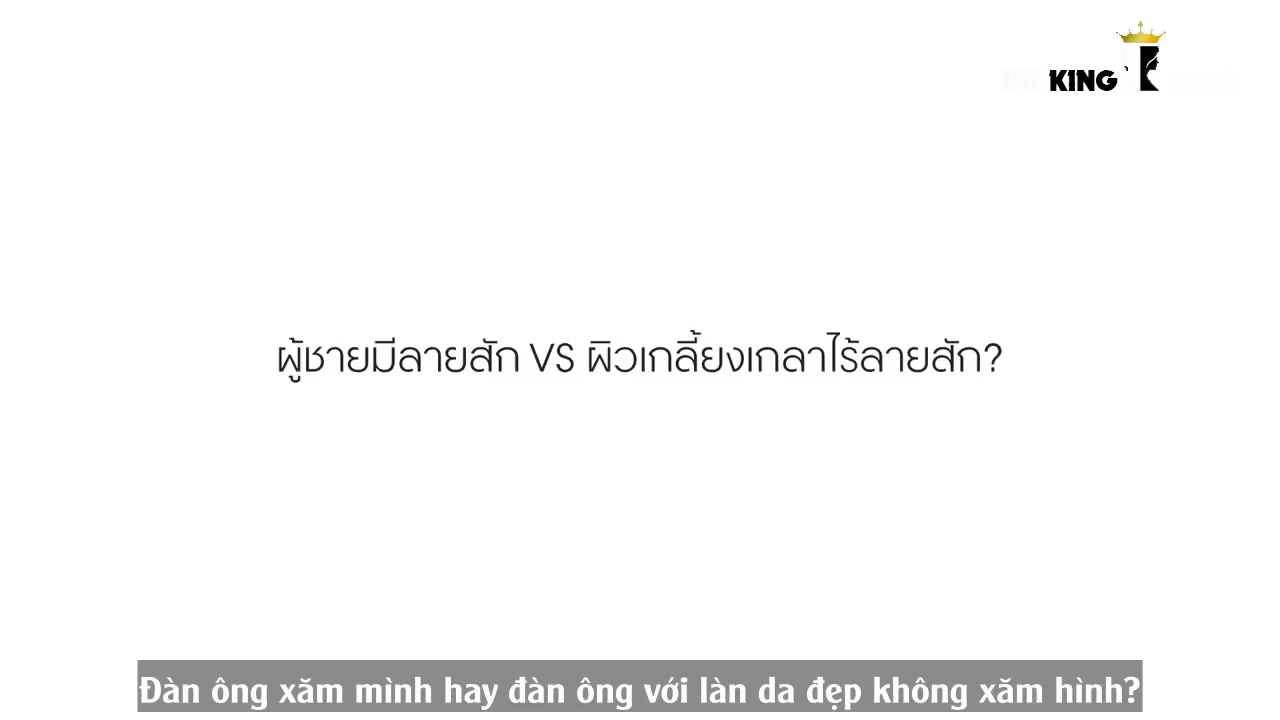 KING
ผู้ชายมีลายสัก VS ผิวเกลี้ยงเกลาไร้ลายสัก?
Đàn ông xăm mình hay đàn ông với làn da đẹp không xăm hình?